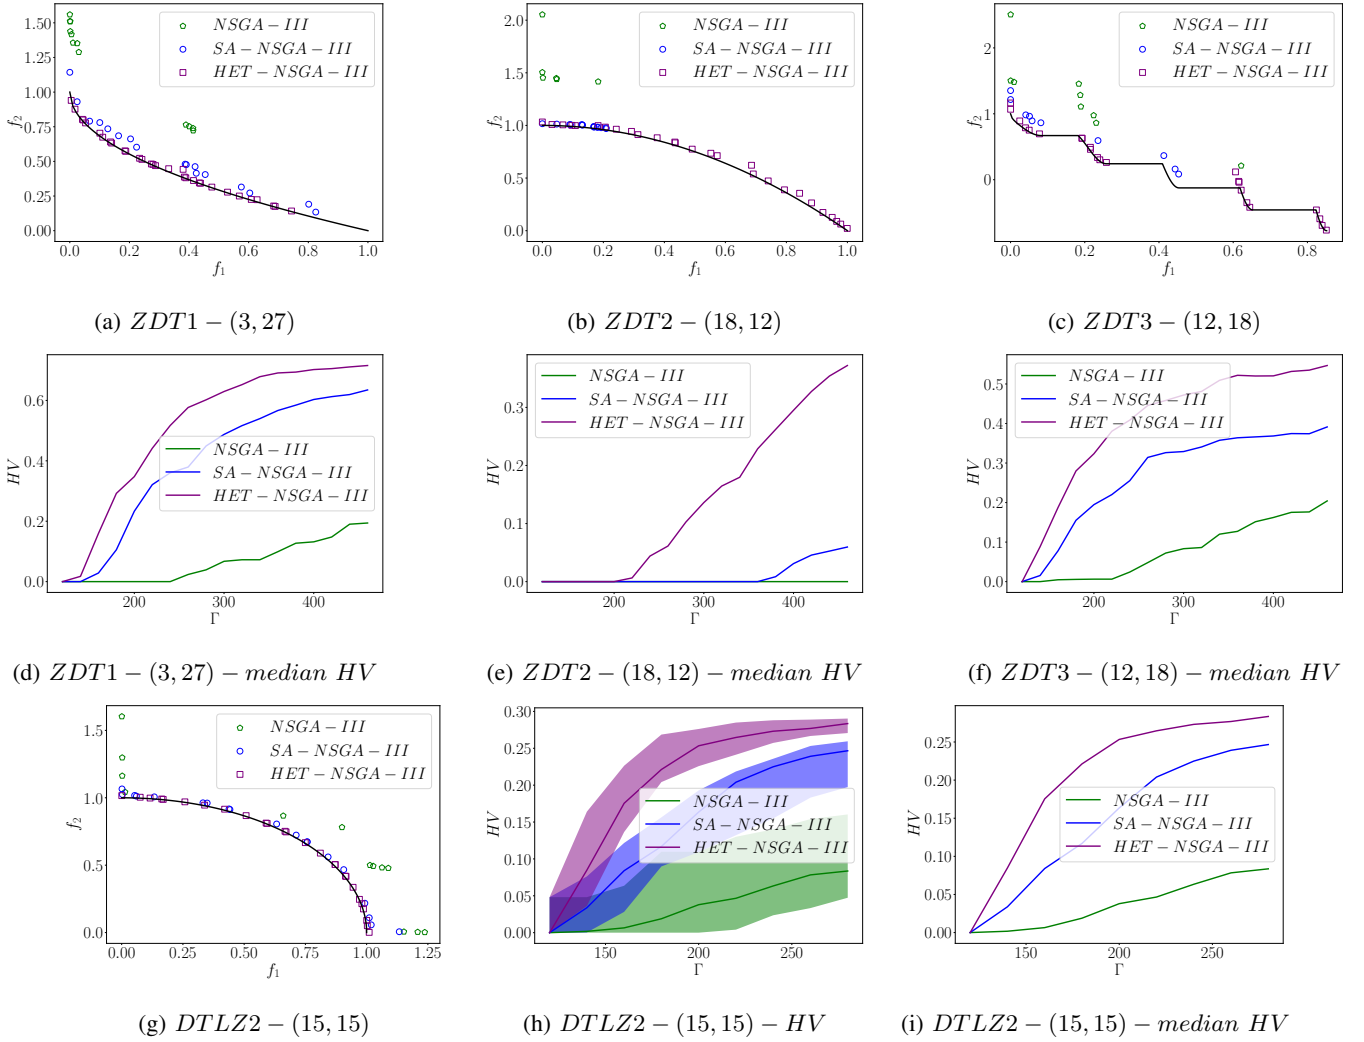 1.50
1.25
1.00
0.75
0.50
0.25
0.00
f2
0.0 0.2 0.4 0.6 0.8 1.0
f1
NSGA − III
SA − NSGA − III
HET − NSGA − III
(a) ZDT1 − (3, 27)
2.0
1.5
1.0
0.5
0.0
f2
0.0 0.2 0.4 0.6 0.8 1.0
f1
NSGA − III
SA − NSGA − III
HET − NSGA − III
(b) ZDT2 − (18, 12)
2
1
0
f2
0.0 0.2 0.4 0.6 0.8
f1
NSGA − III
SA − NSGA − III
HET − NSGA − III
(c) ZDT3 − (12, 18)
0.6
0.4
0.2
0.0
HV
200 300 400
Γ
NSGA − III
SA − NSGA − III
HET − NSGA − III
(d) ZDT1 − (3, 27) − median HV
0.3
0.2
0.1
0.0
HV
200 300 400
Γ
NSGA − III
SA − NSGA − III
HET − NSGA − III
(e) ZDT2 − (18, 12) − median HV
0.5
0.4
0.3
0.2
0.1
0.0
HV
200 300 400
Γ
NSGA − III
SA − NSGA − III
HET − NSGA − III
(f) ZDT3 − (12, 18) − median HV
1.5
1.0
0.5
0.0
f2
0.00 0.25 0.50 0.75 1.00 1.25
f1
NSGA − III
SA − NSGA − III
HET − NSGA − III
(g) DTLZ2 − (15, 15)
0.30
0.25
0.20
0.15
0.10
0.05
0.00
HV
150 200 250
Γ
NSGA − III
SA − NSGA − III
HET − NSGA − III
(h) DTLZ2 − (15, 15) − HV
0.25
0.20
0.15
0.10
0.05
0.00
HV
150 200 250
Γ
NSGA − III
SA − NSGA − III
HET − NSGA − III
(i) DTLZ2 − (15, 15) − median HV